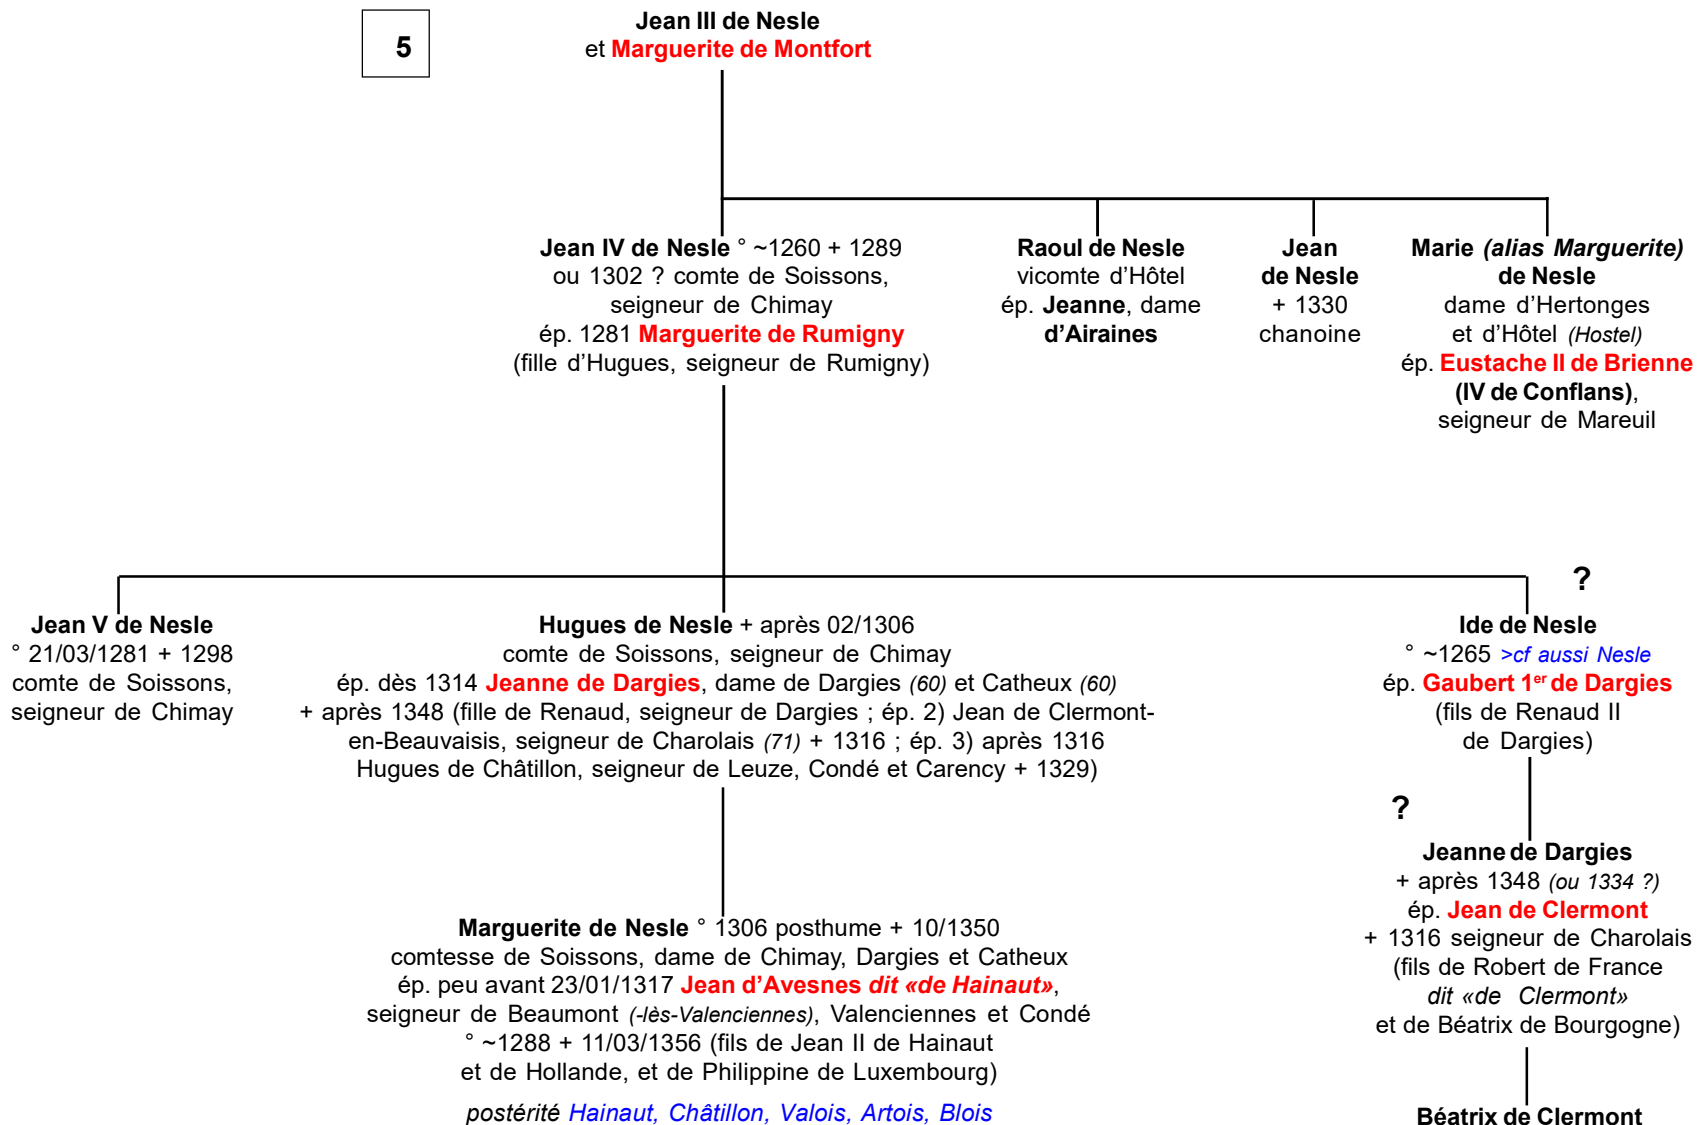 5
Jean III de Nesle
et Marguerite de Montfort
Jean IV de Nesle ° ~1260 + 1289
ou 1302 ? comte de Soissons,
seigneur de Chimay
ép. 1281 Marguerite de Rumigny
(fille d’Hugues, seigneur de Rumigny)
Raoul de Nesle
vicomte d’Hôtel
ép. Jeanne, dame
d’Airaines
Jean
de Nesle
+ 1330
chanoine
Marie (alias Marguerite)
de Nesle
dame d’Hertonges
et d’Hôtel (Hostel)
ép. Eustache II de Brienne
(IV de Conflans),
seigneur de Mareuil
Jean V de Nesle
° 21/03/1281 + 1298
comte de Soissons,
seigneur de Chimay
Hugues de Nesle + après 02/1306
comte de Soissons, seigneur de Chimay
ép. dès 1314 Jeanne de Dargies, dame de Dargies (60) et Catheux (60)
+ après 1348 (fille de Renaud, seigneur de Dargies ; ép. 2) Jean de Clermont-
en-Beauvaisis, seigneur de Charolais (71) + 1316 ; ép. 3) après 1316
Hugues de Châtillon, seigneur de Leuze, Condé et Carency + 1329)
?
Ide de Nesle
° ~1265 >cf aussi Nesle
ép. Gaubert 1er de Dargies
(fils de Renaud II
de Dargies)
Marguerite de Nesle ° 1306 posthume + 10/1350
comtesse de Soissons, dame de Chimay, Dargies et Catheux
ép. peu avant 23/01/1317 Jean d’Avesnes dit «de Hainaut»,
seigneur de Beaumont (-lès-Valenciennes), Valenciennes et Condé
° ~1288 + 11/03/1356 (fils de Jean II de Hainaut
et de Hollande, et de Philippine de Luxembourg)
postérité Hainaut, Châtillon, Valois, Artois, Blois
?
Jeanne de Dargies
+ après 1348 (ou 1334 ?)
ép. Jean de Clermont
+ 1316 seigneur de Charolais
(fils de Robert de France
dit «de Clermont»
et de Béatrix de Bourgogne)
Béatrix de Clermont